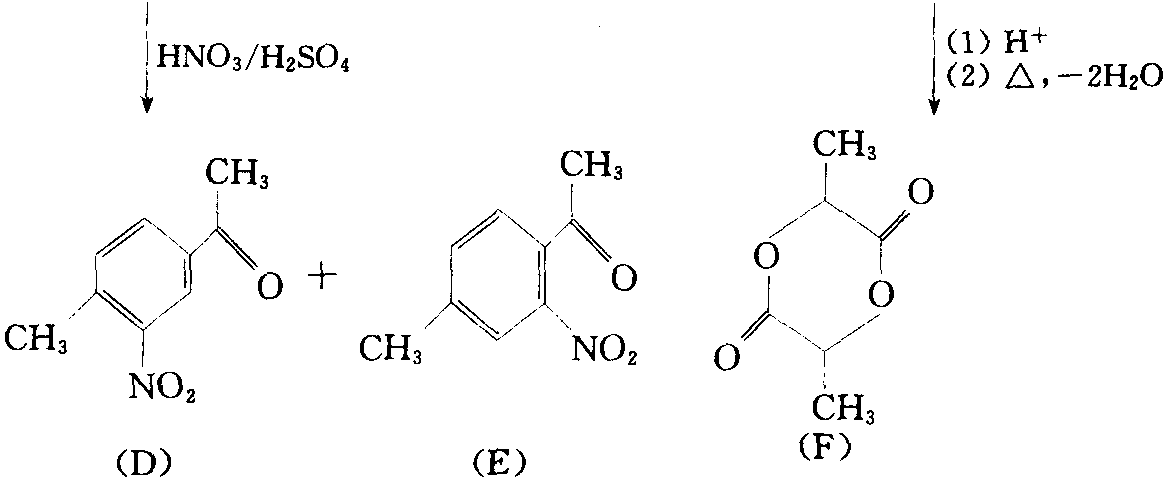 HNO₃/H₂SO₄
(1) H⁺
(2) △, −2H₂O
CH₃
O
CH₃
NO₂
+
CH₃
O
CH₃
NO₂
CH₃
O
O
O
O
CH₃
(D)
(E)
(F)